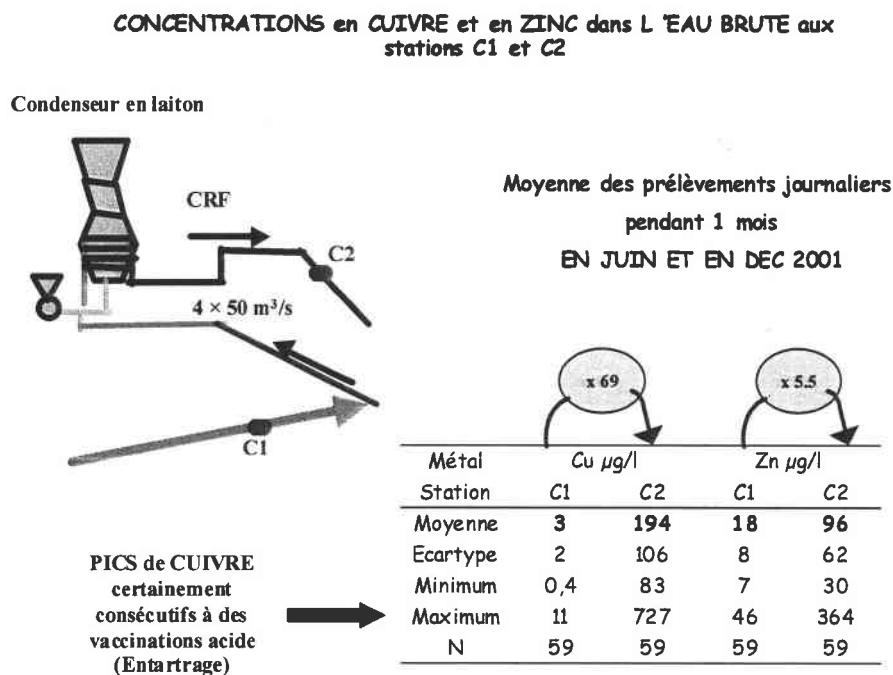 CONCENTRATIONS en CUIVRE et en ZINC dans L 'EAU BRUTE aux
stations C1 et C2
Condenseur en laiton
CRF
C2
4 × 50 m³/s
C1
Moyenne des prélèvements journaliers
pendant 1 mois
EN JUIN ET EN DEC 2001
x 69 x 5.5
Métal Cu µg/l Zn µg/l
Station C1 C2 C1 C2
Moyenne 3 194 18 96
Ecartype 2 106 8 62
Minimum 0,4 83 7 30
Maximum 11 727 46 364
N 59 59 59 59
PICS de CUIVRE
certainement
consécutifs à des
vaccinations acide
(Entartrage)